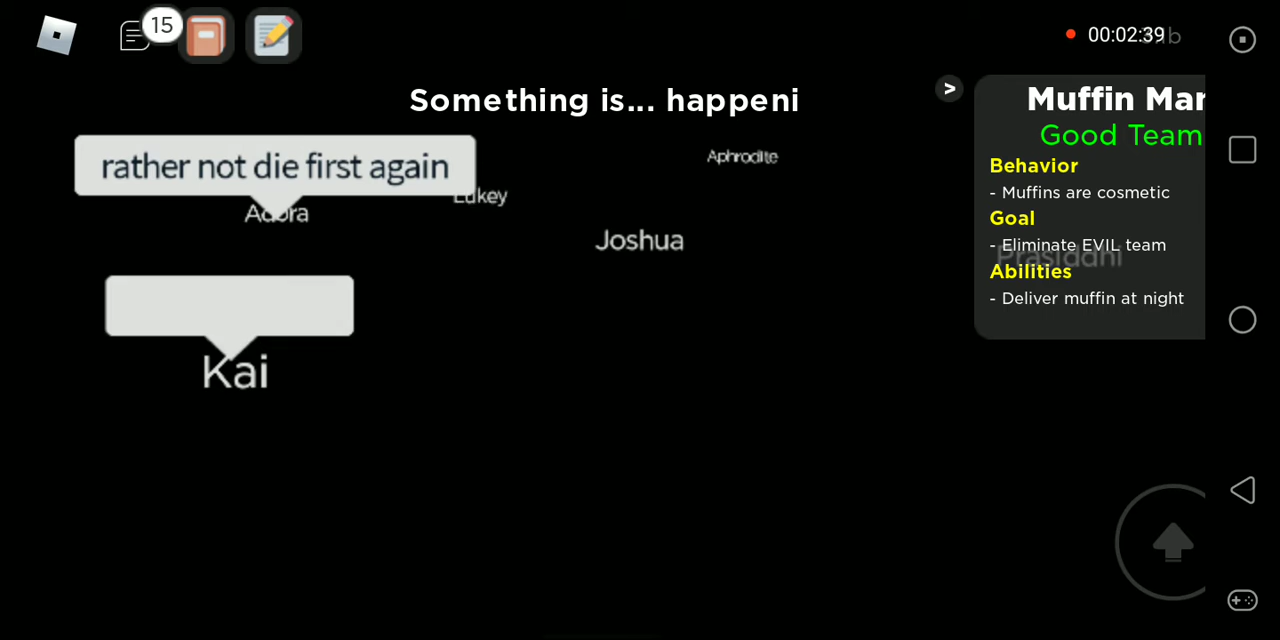 15
00:02:39
Something is... happeni
>
Muffin Mar
Good Team
Behavior
- Muffins are cosmetic
Goal
- Eliminate EVIL team
Abilities
- Deliver muffin at night
Prasiddhi
rather not die first again
Adora
Lukey
Aphrodite
Joshua
Kai